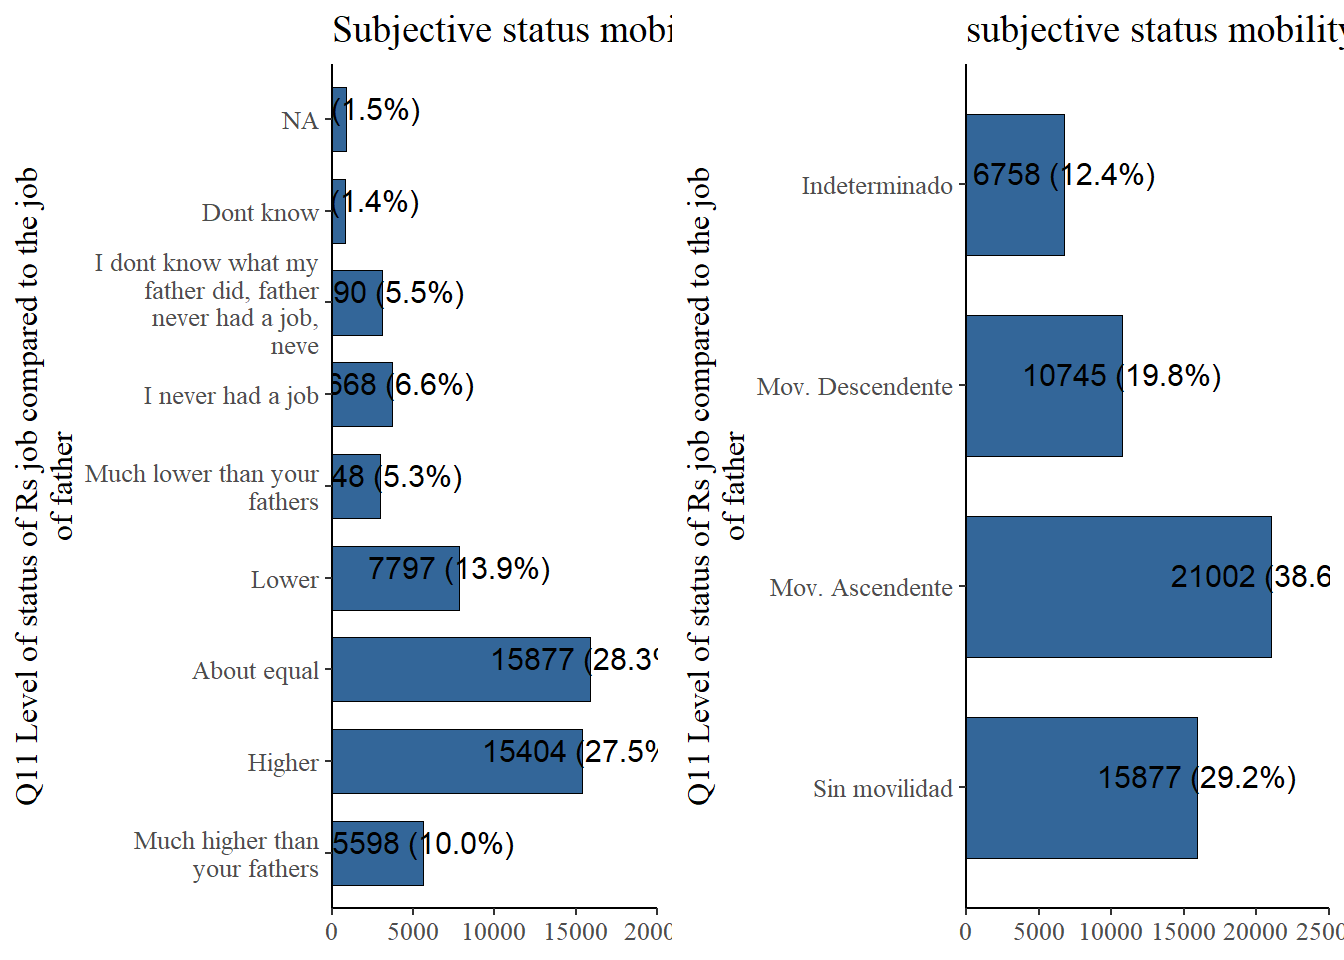 Subjective status mobi
Q11 Level of status of Rs job compared to the job
of father
NA
(1.5%)
Dont know
(1.4%)
I dont know what my
father did, father
never had a job,
neve
90 (5.5%)
I never had a job
668 (6.6%)
Much lower than your
fathers
48 (5.3%)
Lower
7797 (13.9%)
About equal
15877 (28.3%
Higher
15404 (27.5%
Much higher than
your fathers
5598 (10.0%)
0 5000 10000 15000 2000
subjective status mobility
Q11 Level of status of Rs job compared to the job
of father
Indeterminado
6758 (12.4%)
Mov. Descendente
10745 (19.8%)
Mov. Ascendente
21002 (38.6
Sin movilidad
15877 (29.2%)
0 5000 10000 15000 20000 2500